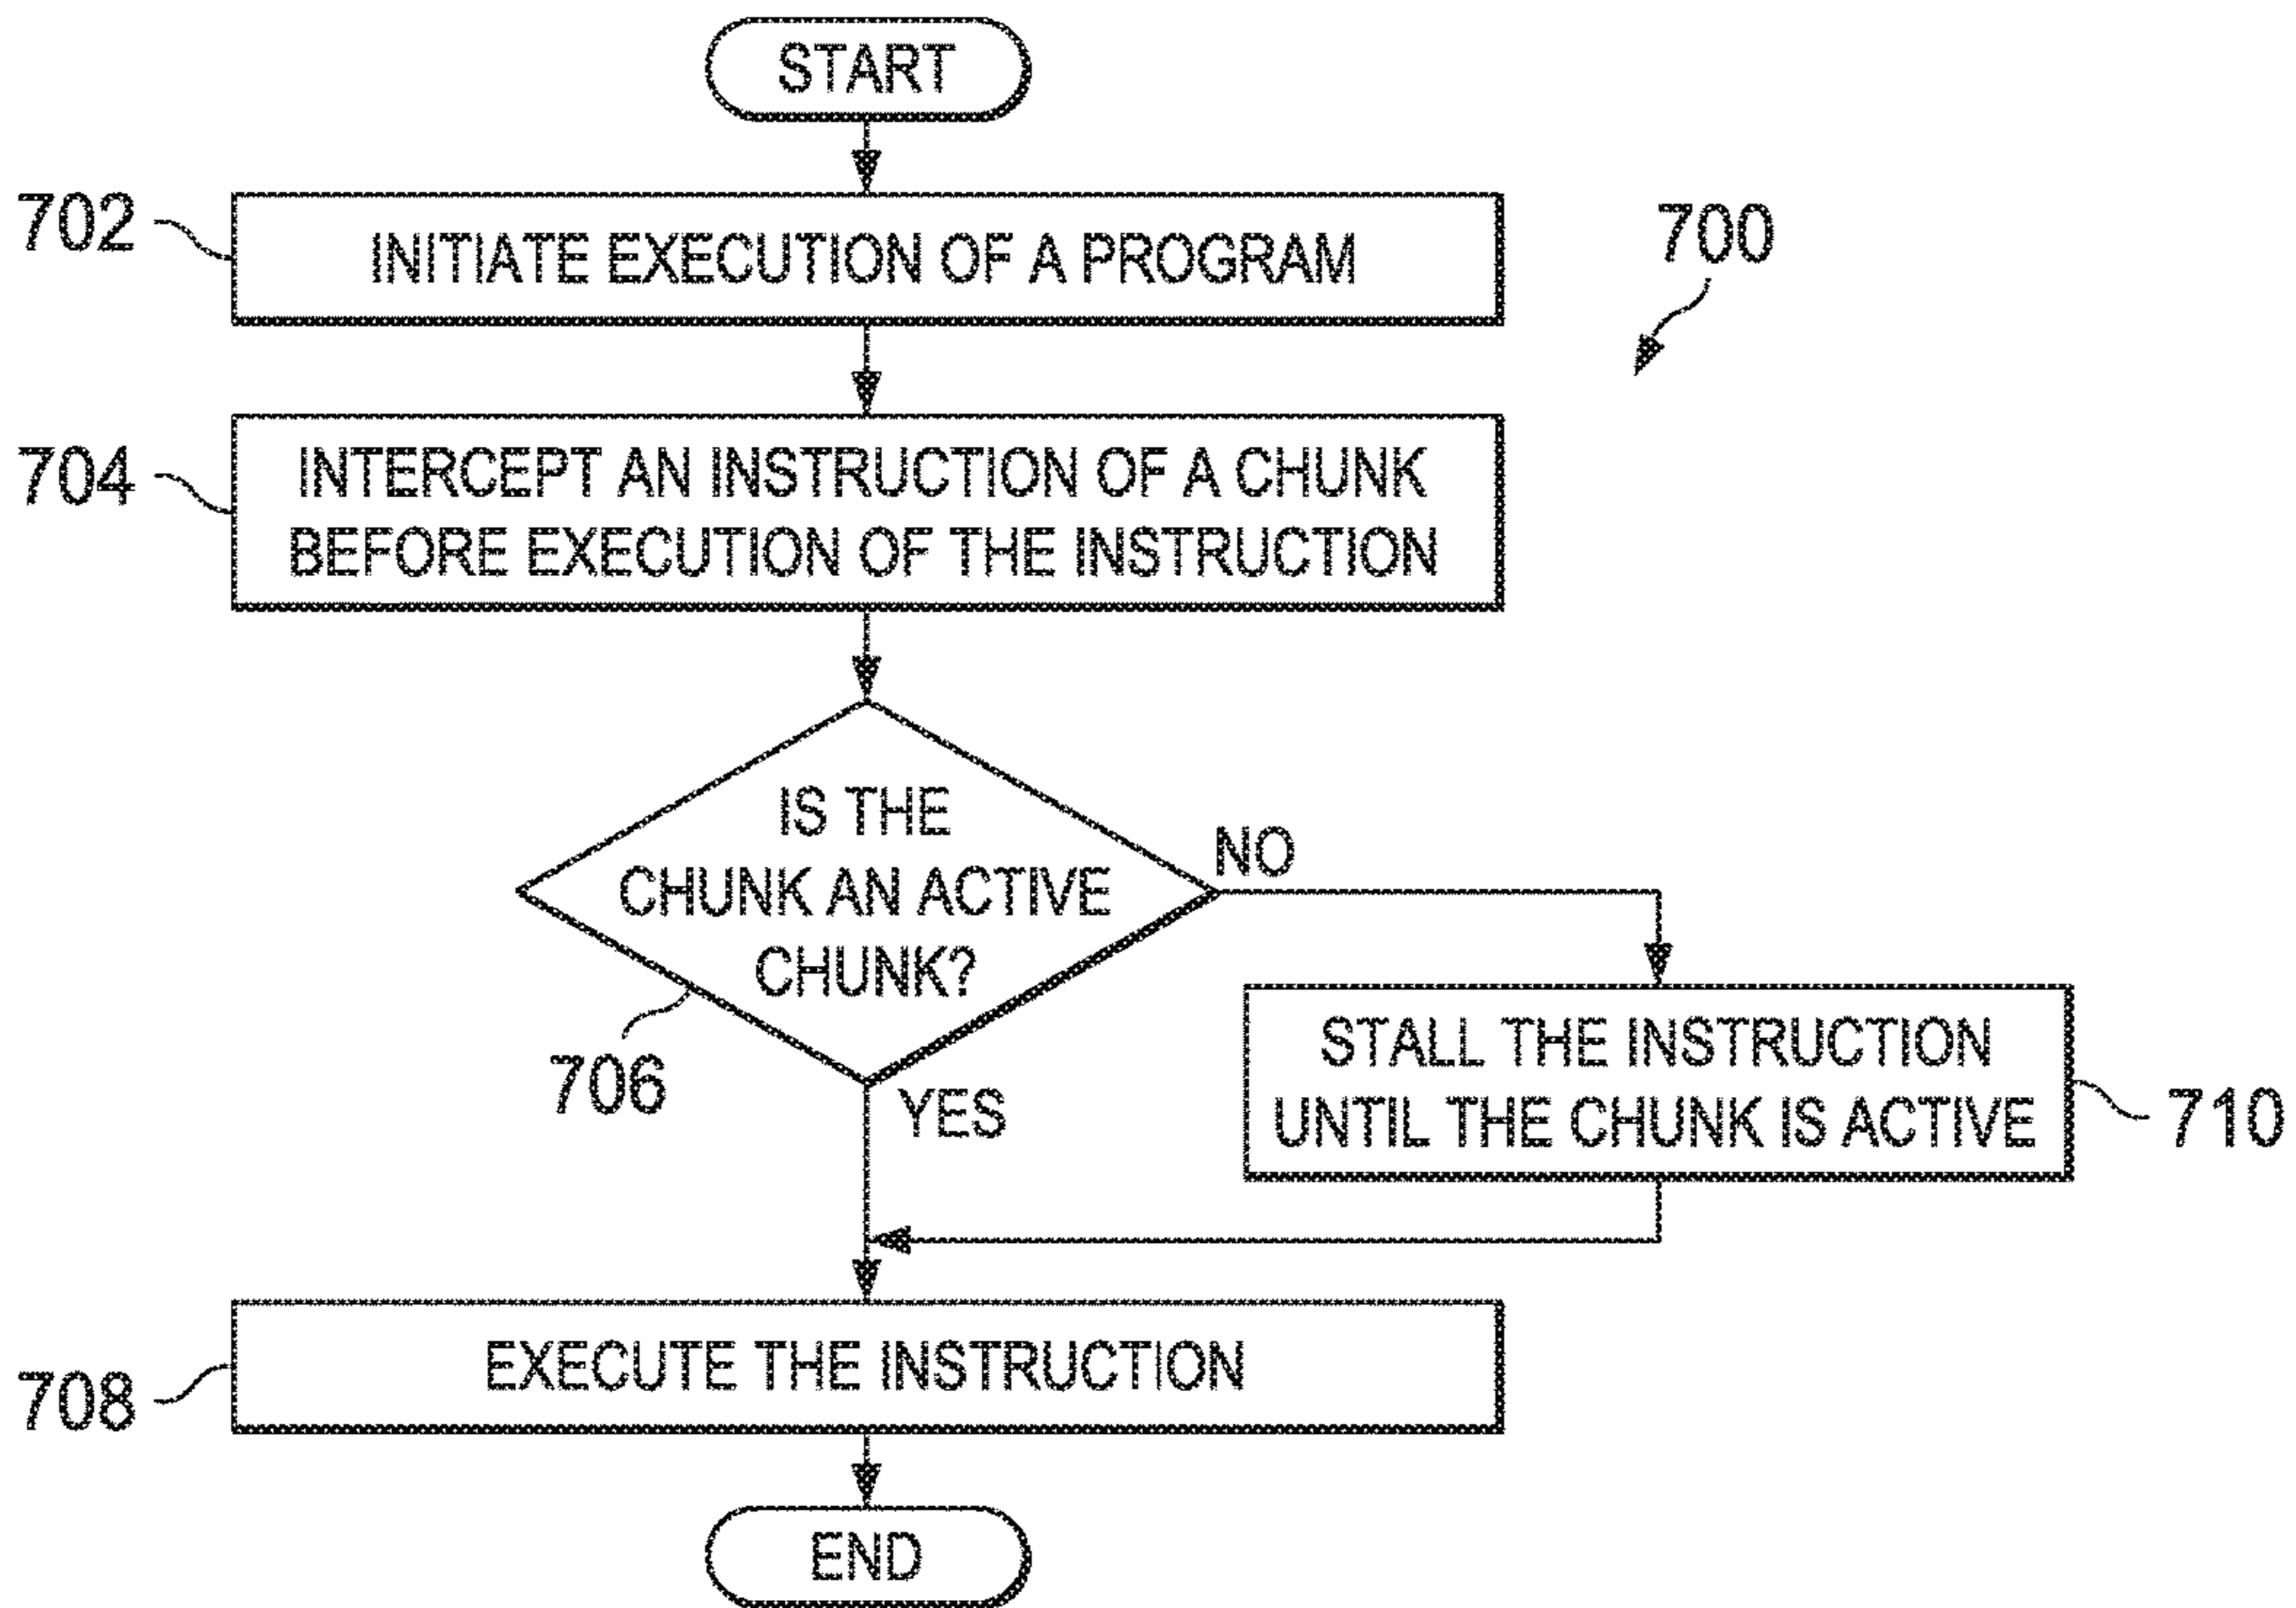 START
702
INITIATE EXECUTION OF A PROGRAM
700
704
INTERCEPT AN INSTRUCTION OF A CHUNK
BEFORE EXECUTION OF THE INSTRUCTION
IS THE
CHUNK AN ACTIVE
CHUNK?
NO
706
YES
STALL THE INSTRUCTION
UNTIL THE CHUNK IS ACTIVE
710
708
EXECUTE THE INSTRUCTION
END